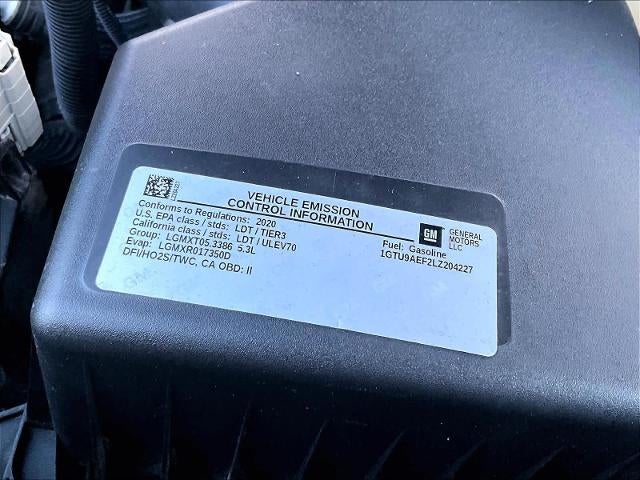 VEHICLE EMISSION
CONTROL INFORMATION
Conforms to Regulations: 2020
U.S. EPA class / stds: LDT / TIER3
California class / stds: LDT / ULEV70
Group: LGMXT05.3386 5.3L
Evap: LGMXR017350D
DFI/HO2S/TWC, CA OBD: II
Fuel: Gasoline
1GTU9AEF2LZ204227
GM
GENERAL
MOTORS
LLC